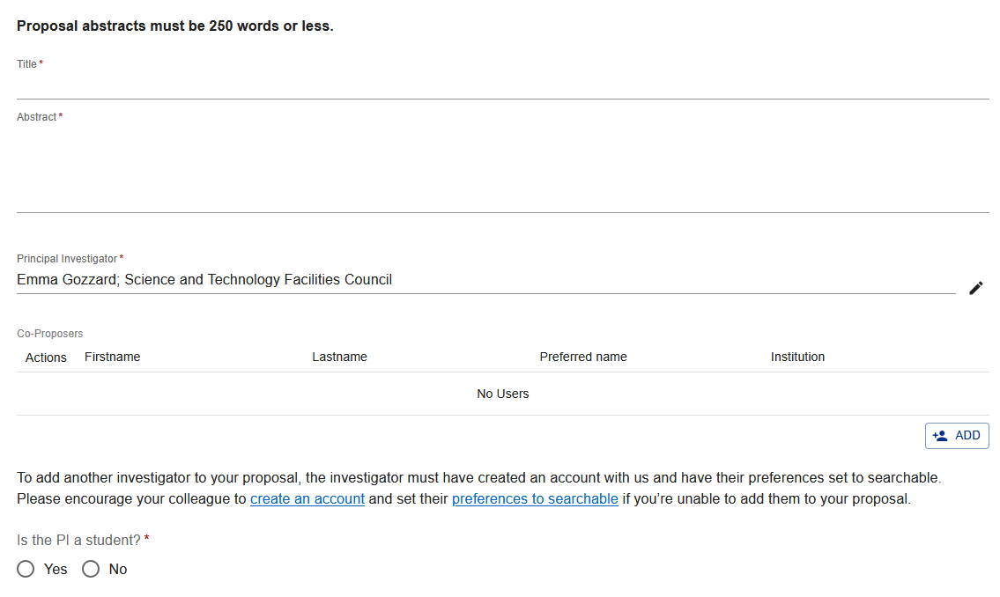 Proposal abstracts must be 250 words or less.
Title *
Abstract *
Principal Investigator *
Emma Gozzard; Science and Technology Facilities Council
Co-Proposers
Actions Firstname Lastname Preferred name Institution
No Users
ADD
To add another investigator to your proposal, the investigator must have created an account with us and have their preferences set to searchable.
Please encourage your colleague to create an account and set their preferences to searchable if you’re unable to add them to your proposal.
Is the PI a student? *
Yes No